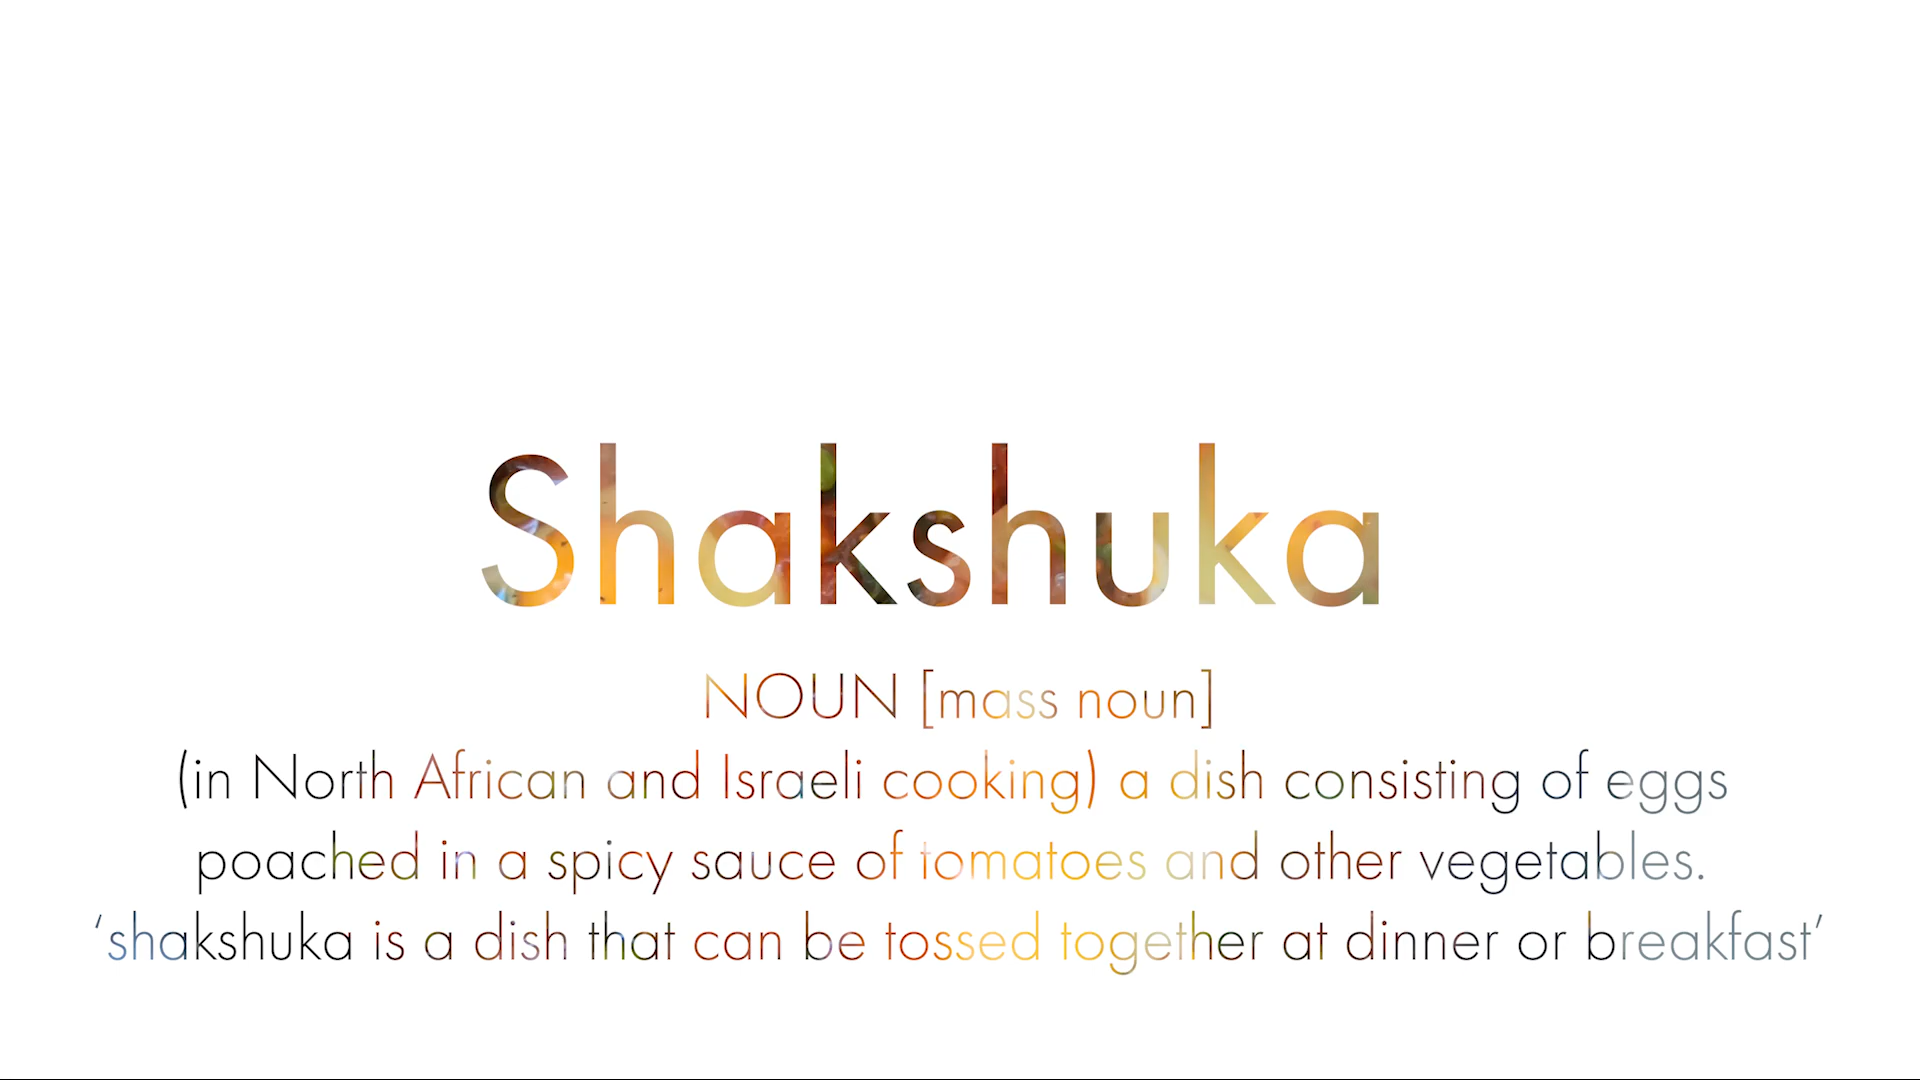 Shakshuka
NOUN [mass noun]
(in North African and Israeli cooking) a dish consisting of eggs
poached in a spicy sauce of tomatoes and other vegetables.
‘shakshuka is a dish that can be tossed together at dinner or breakfast’